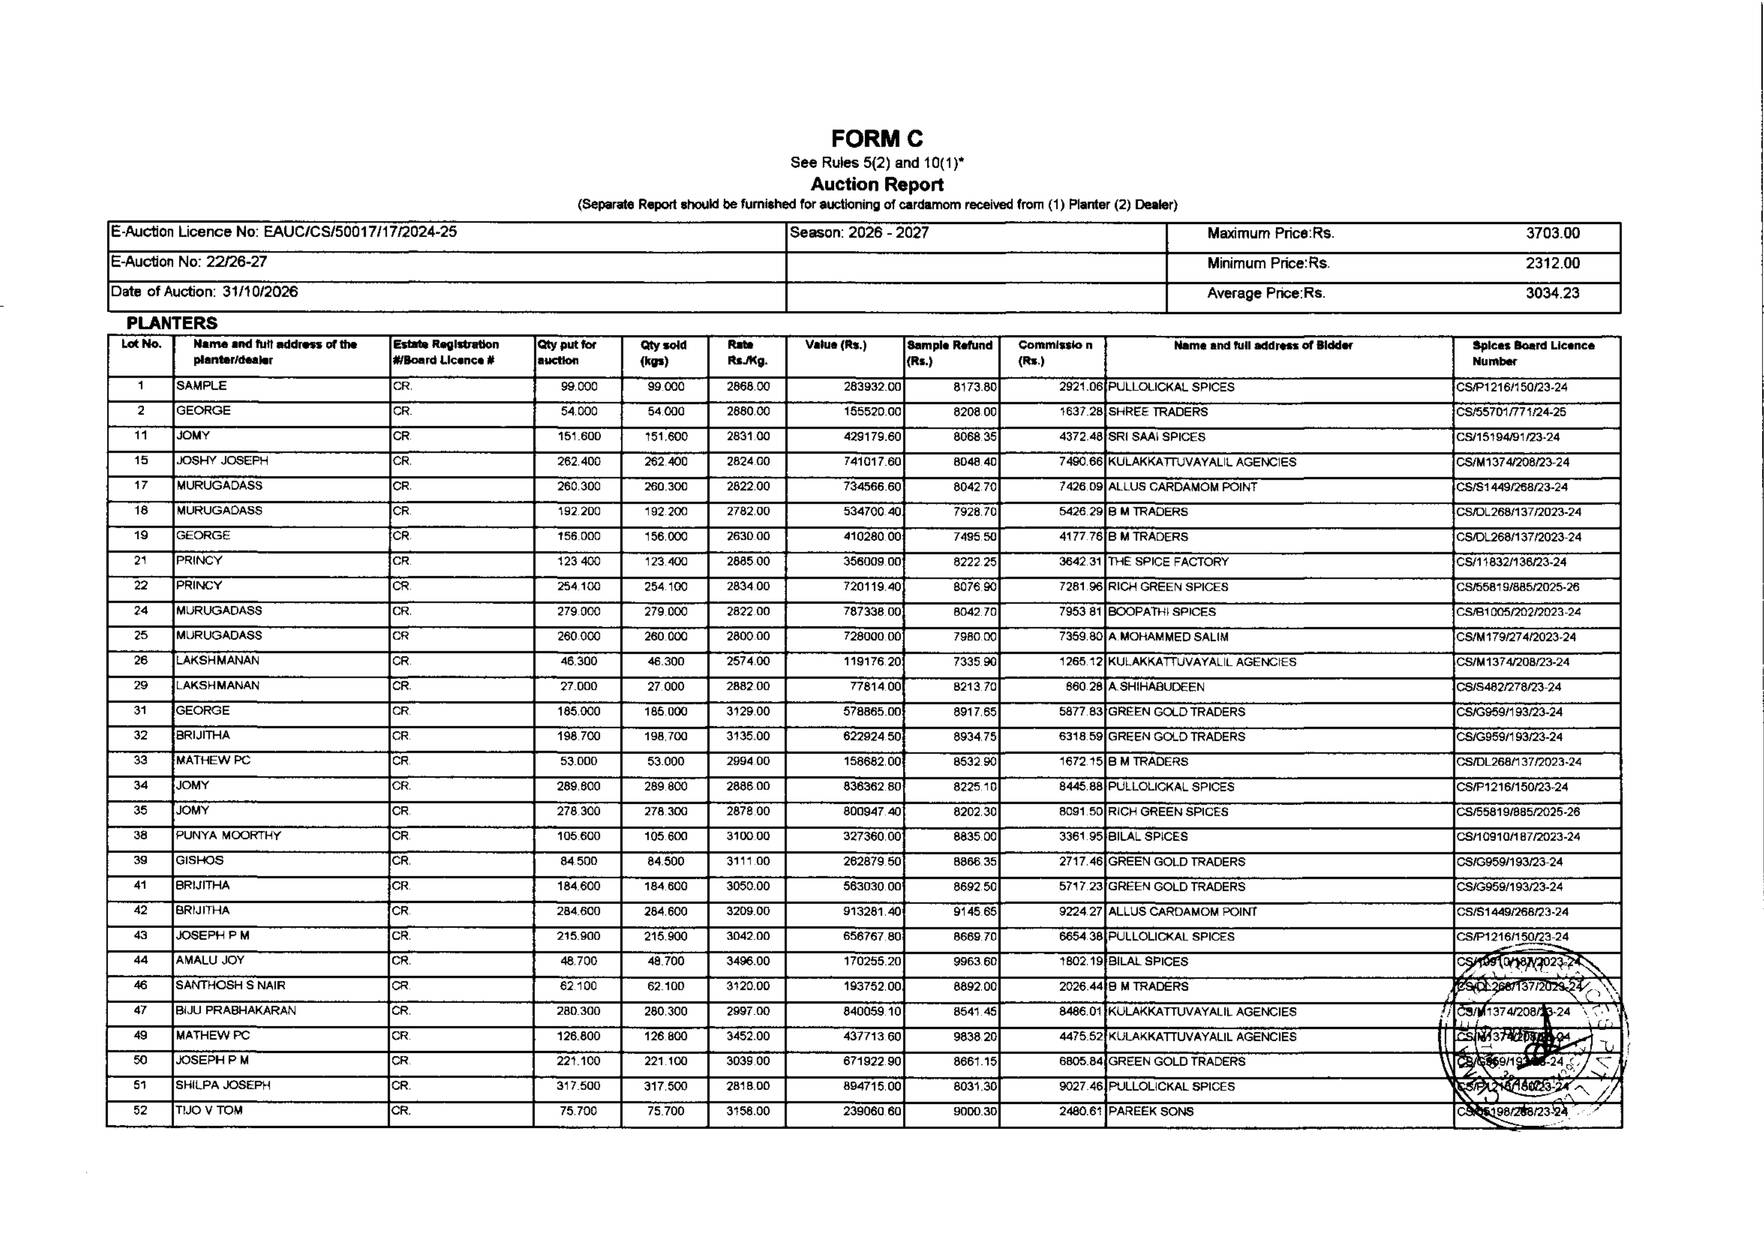 FORM C
See Rules 5(2) and 10(1)*
Auction Report
(Separate Report should be furnished for auctioning of cardamom received from (1) Planter (2) Dealer)
E-Auction Licence No: EAUC/CS/50017/17/2024-25 Season: 2026 - 2027 Maximum Price:Rs. 3703.00
E-Auction No: 22/26-27 Minimum Price:Rs. 2312.00
Date of Auction: 31/10/2026 Average Price:Rs. 3034.23
PLANTERS
Lot No. Name and full address of the planter/dealer Estate Registration #/Board Licence # Qty put for auction Qty sold (kgs) Rate Rs./Kg. Value (Rs.) Sample Refund (Rs.) Commissio n (Rs.) Name and full address of Bidder Spices Board Licence Number
1 SAMPLE CR. 99.000 99.000 2868.00 283932.00 8173.80 2921.06 PULLOLICKAL SPICES CS/P1216/150/23-24
2 GEORGE CR. 54.000 54.000 2880.00 155520.00 8208.00 1637.28 SHREE TRADERS CS/55701/771/24-25
11 JOMY CR. 151.600 151.600 2831.00 429179.60 8068.35 4372.48 SRI SAAI SPICES CS/15194/91/23-24
15 JOSHY JOSEPH CR. 262.400 262.400 2824.00 741017.60 8048.40 7490.66 KULAKKATTUVAYALIL AGENCIES CS/M1374/208/23-24
17 MURUGADASS CR. 260.300 260.300 2822.00 734566.60 8042.70 7426.09 ALLUS CARDAMOM POINT CS/S1449/268/23-24
18 MURUGADASS CR. 192.200 192.200 2782.00 534700.40 7928.70 5426.29 B M TRADERS CS/DL268/137/2023-24
19 GEORGE CR. 156.000 156.000 2630.00 410280.00 7495.50 4177.76 B M TRADERS CS/DL268/137/2023-24
21 PRINCY CR. 123.400 123.400 2885.00 356009.00 8222.25 3642.31 THE SPICE FACTORY CS/11832/136/23-24
22 PRINCY CR. 254.100 254.100 2834.00 720119.40 8076.90 7281.96 RICH GREEN SPICES CS/55819/885/2025-26
24 MURUGADASS CR. 279.000 279.000 2822.00 787338.00 8042.70 7953.81 BOOPATHI SPICES CS/B1005/202/2023-24
25 MURUGADASS CR 260.000 260.000 2800.00 728000.00 7980.00 7359.80 A.MOHAMMED SALIM CS/M179/274/2023-24
26 LAKSHMANAN CR. 46.300 46.300 2574.00 119176.20 7335.90 1265.12 KULAKKATTUVAYALIL AGENCIES CS/M1374/208/23-24
29 LAKSHMANAN CR. 27.000 27.000 2882.00 77814.00 8213.70 860.28 A.SHIHABUDEEN CS/S482/278/23-24
31 GEORGE CR. 185.000 185.000 3129.00 578865.00 8917.65 5877.83 GREEN GOLD TRADERS CS/G959/193/23-24
32 BRIJITHA CR. 198.700 198.700 3135.00 622924.50 8934.75 6318.59 GREEN GOLD TRADERS CS/G959/193/23-24
33 MATHEW PC CR. 53.000 53.000 2994.00 158682.00 8532.90 1672.15 B M TRADERS CS/DL268/137/2023-24
34 JOMY CR. 289.800 289.800 2886.00 836362.80 8225.10 8445.88 PULLOLICKAL SPICES CS/P1216/150/23-24
35 JOMY CR. 278.300 278.300 2878.00 800947.40 8202.30 8091.50 RICH GREEN SPICES CS/55819/885/2025-26
38 PUNYA MOORTHY CR. 105.600 105.600 3100.00 327360.00 8835.00 3361.95 BILAL SPICES CS/10910/187/2023-24
39 GISHOS CR. 84.500 84.500 3111.00 262879.50 8866.35 2717.46 GREEN GOLD TRADERS CS/G959/193/23-24
41 BRIJITHA CR. 184.600 184.600 3050.00 563030.00 8692.50 5717.23 GREEN GOLD TRADERS CS/G959/193/23-24
42 BRIJITHA CR. 284.600 284.600 3209.00 913281.40 9145.65 9224.27 ALLUS CARDAMOM POINT CS/S1449/268/23-24
43 JOSEPH P M CR. 215.900 215.900 3042.00 656767.80 8669.70 6654.38 PULLOLICKAL SPICES CS/P1216/150/23-24
44 AMALU JOY CR. 48.700 48.700 3496.00 170255.20 9963.60 1802.19 BILAL SPICES CS/10910/187/2023-24
46 SANTHOSH S NAIR CR. 62.100 62.100 3120.00 193752.00 8892.00 2026.44 B M TRADERS CS/DL268/137/2023-24
47 BIJU PRABHAKARAN CR. 280.300 280.300 2997.00 840059.10 8541.45 8486.01 KULAKKATTUVAYALIL AGENCIES CS/M1374/208/23-24
49 MATHEW PC CR. 126.800 126.800 3452.00 437713.60 9838.20 4475.52 KULAKKATTUVAYALIL AGENCIES CS/M1374/208/23-24
50 JOSEPH P M CR. 221.100 221.100 3039.00 671922.90 8661.15 6805.84 GREEN GOLD TRADERS CS/G959/193/23-24
51 SHILPA JOSEPH CR. 317.500 317.500 2818.00 894715.00 8031.30 9027.46 PULLOLICKAL SPICES CS/P1216/150/23-24
52 TIJO V TOM CR. 75.700 75.700 3158.00 239060.60 9000.30 2480.61 PAREEK SONS